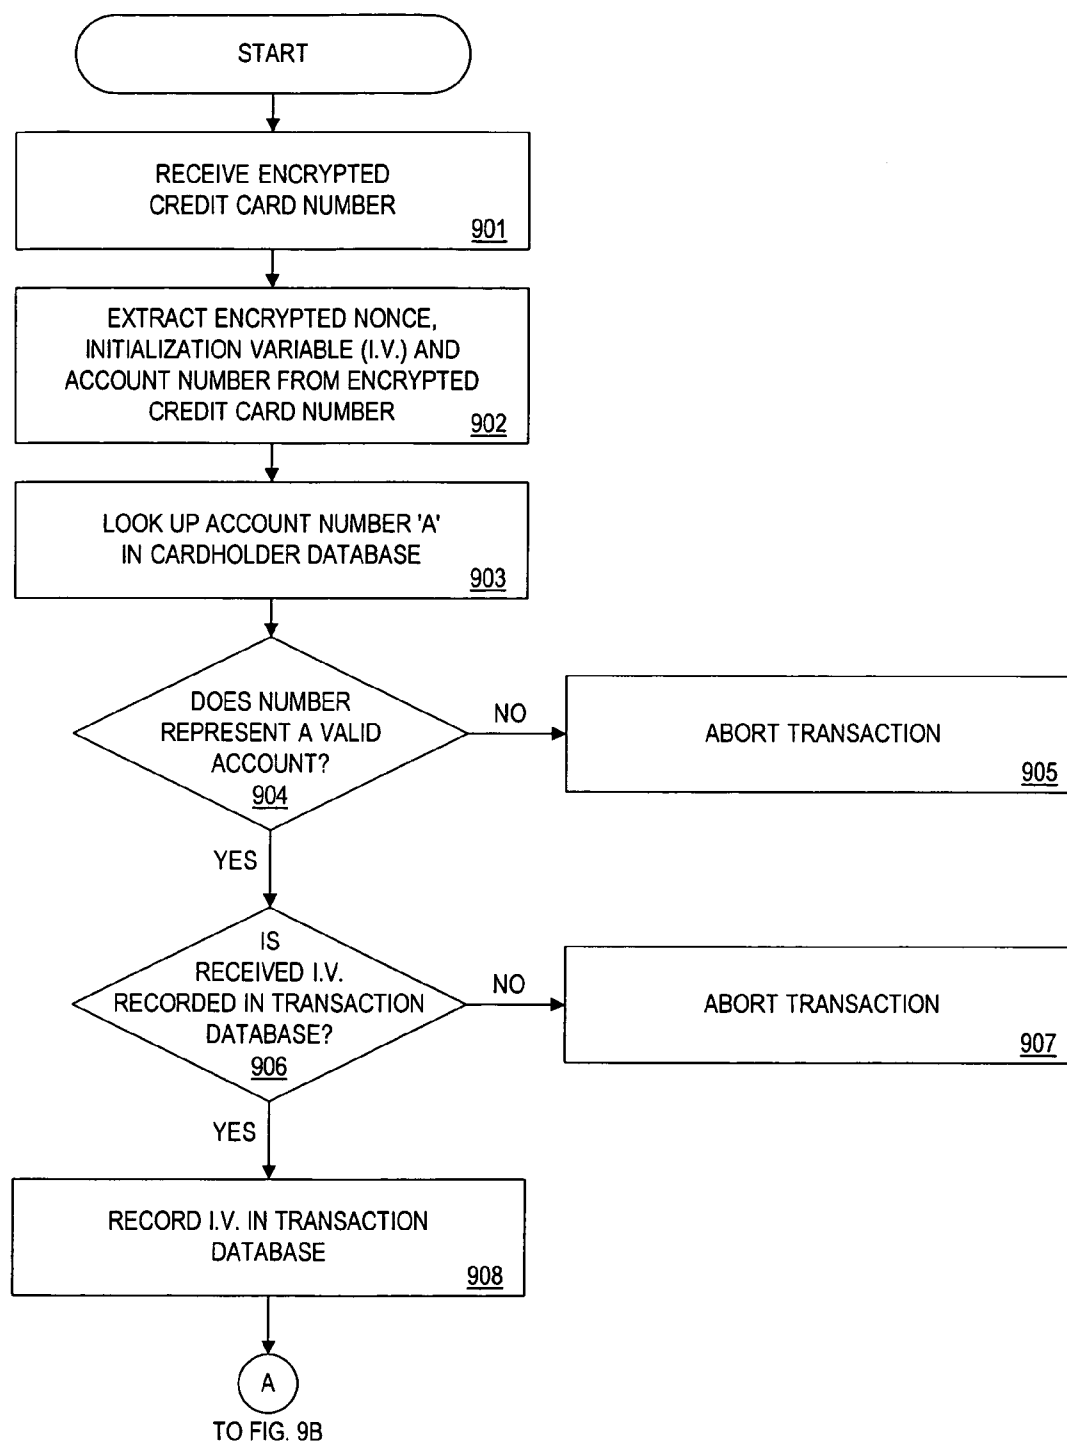 START
RECEIVE ENCRYPTED
CREDIT CARD NUMBER
901
EXTRACT ENCRYPTED NONCE,
INITIALIZATION VARIABLE (I.V.) AND
ACCOUNT NUMBER FROM ENCRYPTED
CREDIT CARD NUMBER
902
LOOK UP ACCOUNT NUMBER 'A'
IN CARDHOLDER DATABASE
903
DOES NUMBER
REPRESENT A VALID
ACCOUNT?
904
NO
ABORT TRANSACTION
905
YES
IS
RECEIVED I.V.
RECORDED IN TRANSACTION
DATABASE?
906
NO
ABORT TRANSACTION
907
YES
RECORD I.V. IN TRANSACTION
DATABASE
908
A
TO FIG. 9B